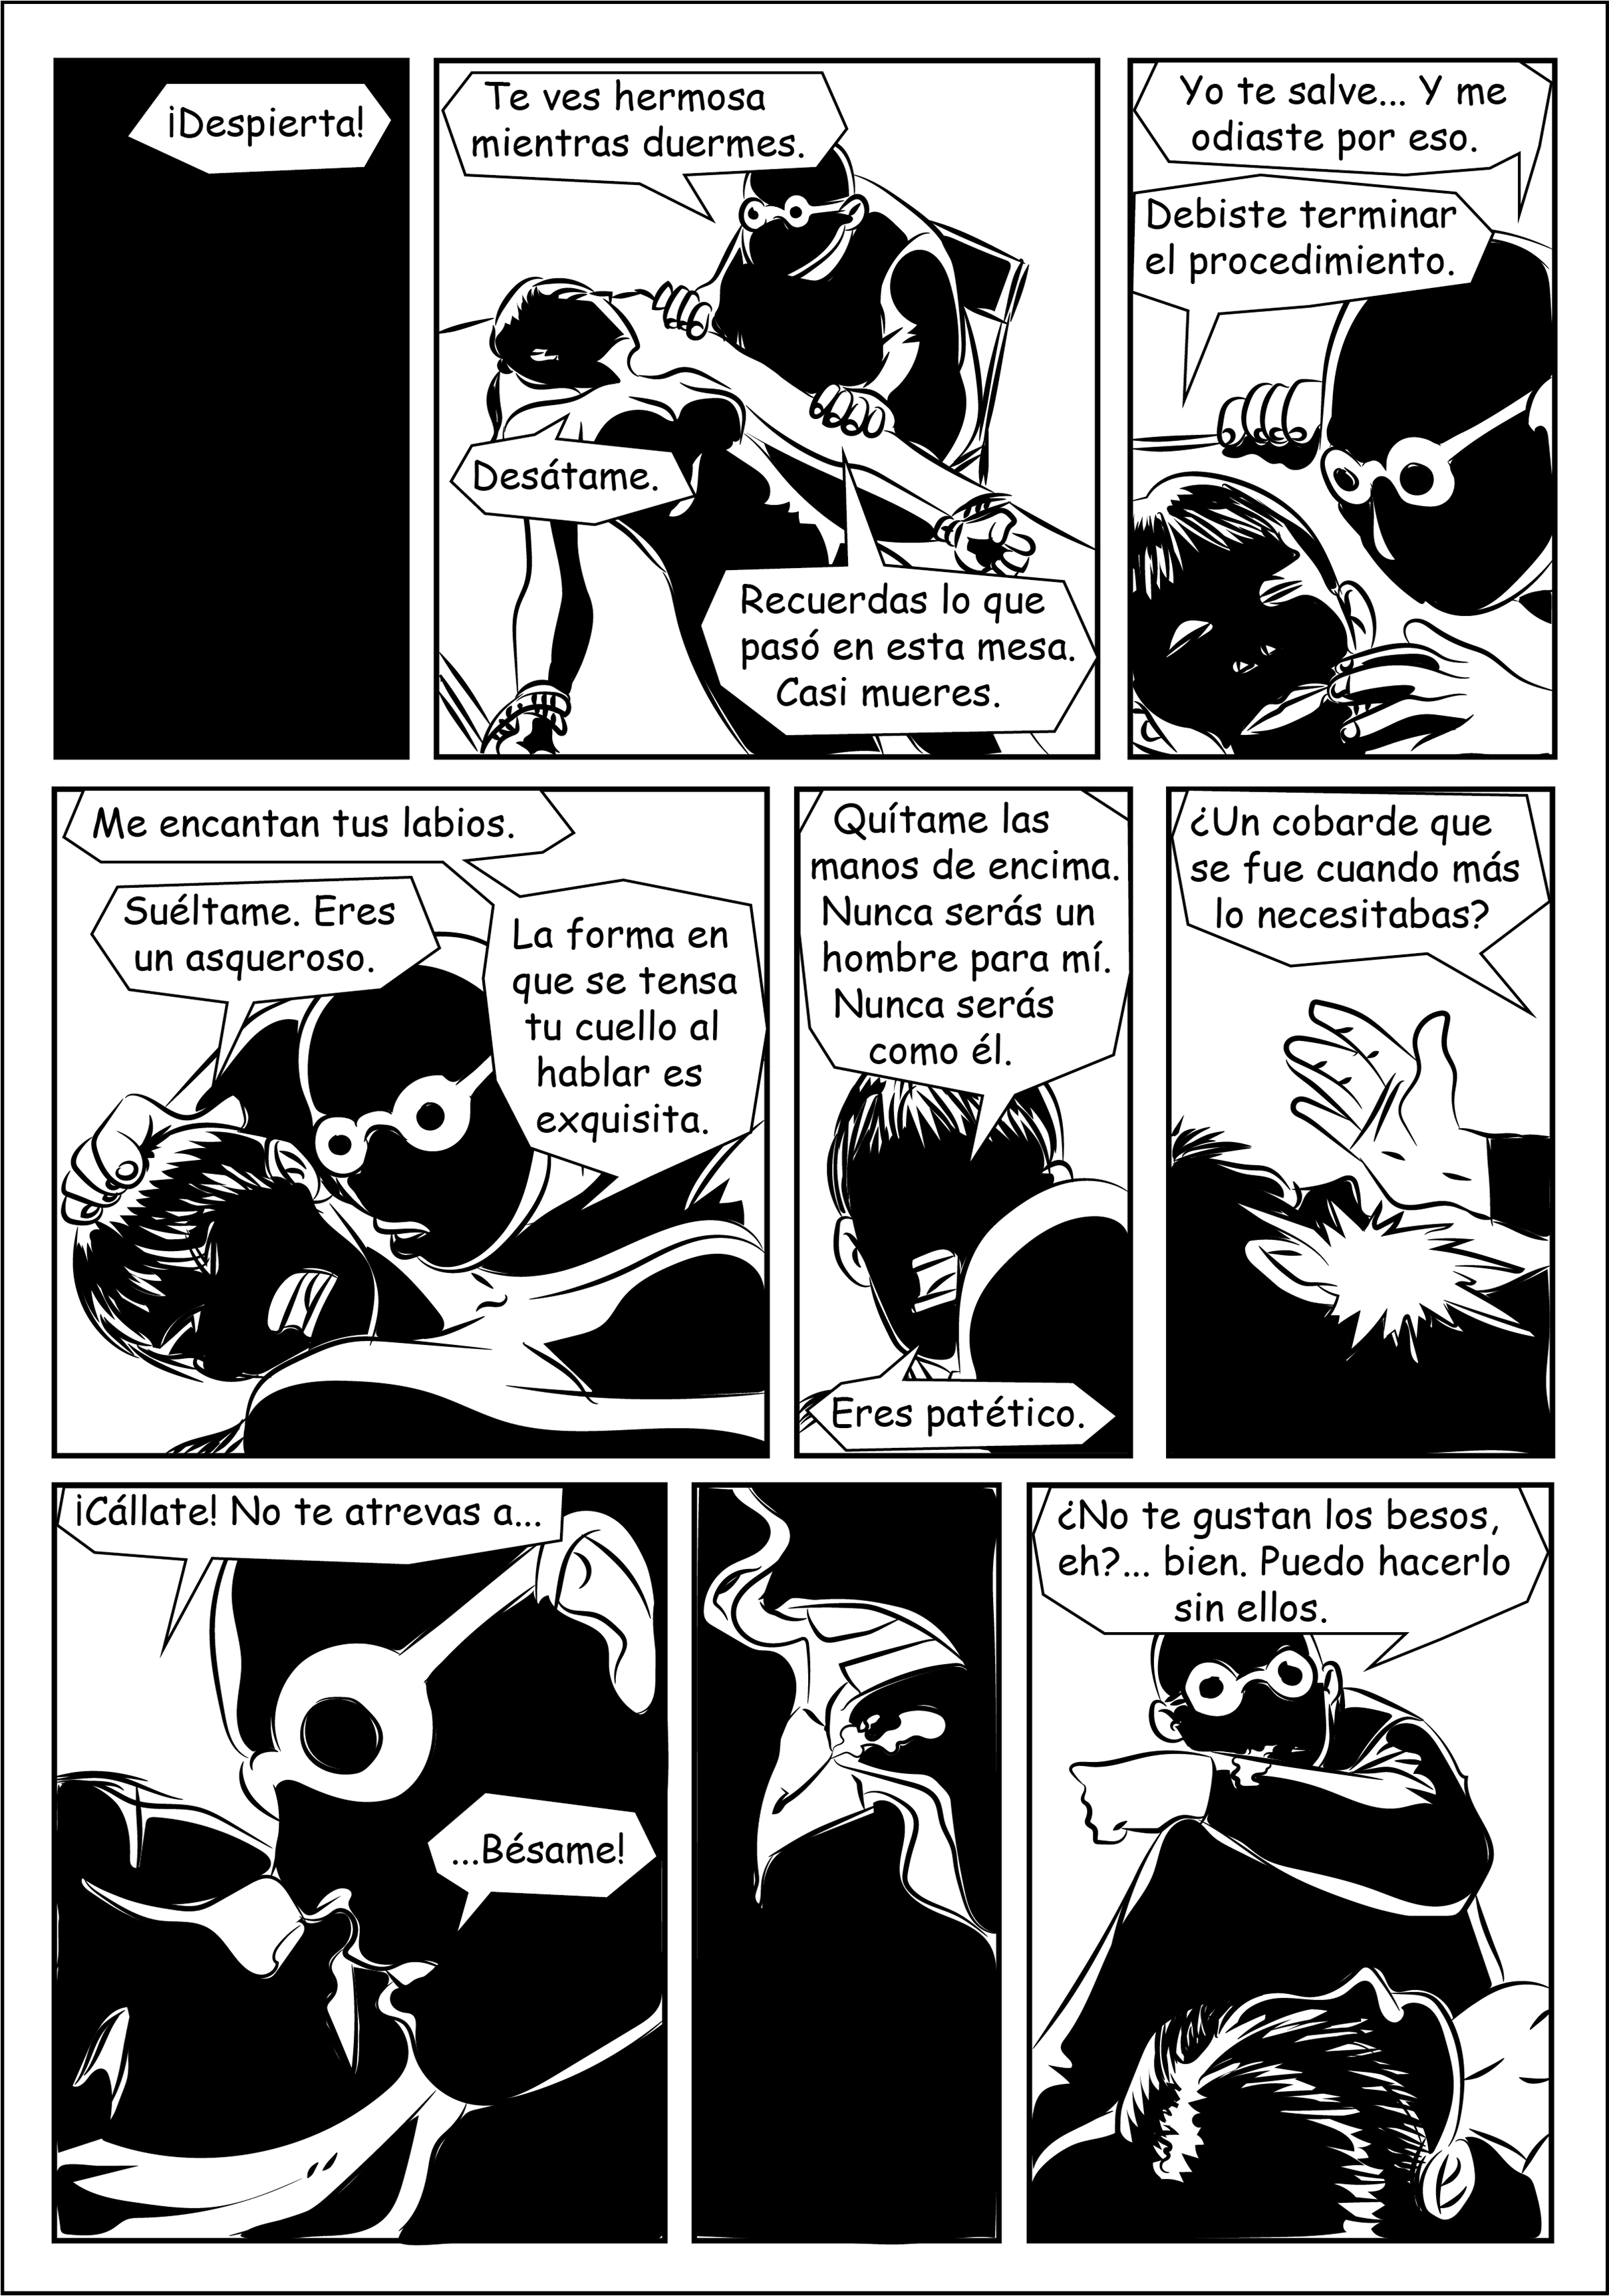 ¡Despierta!
Te ves hermosa
mientras duermes.
Desátame.
Recuerdas lo que
pasó en esta mesa.
Casi mueres.
Yo te salve... Y me
odiaste por eso.
Debiste terminar
el procedimiento.
Me encantan tus labios.
Suéltame. Eres
un asqueroso.
La forma en
que se tensa
tu cuello al
hablar es
exquisita.
Quítame las
manos de encima.
Nunca serás un
hombre para mí.
Nunca serás
como él.
Eres patético.
¿Un cobarde que
se fue cuando más
lo necesitabas?
¡Cállate! No te atrevas a...
...Bésame!
¿No te gustan los besos,
eh?... bien. Puedo hacerlo
sin ellos.